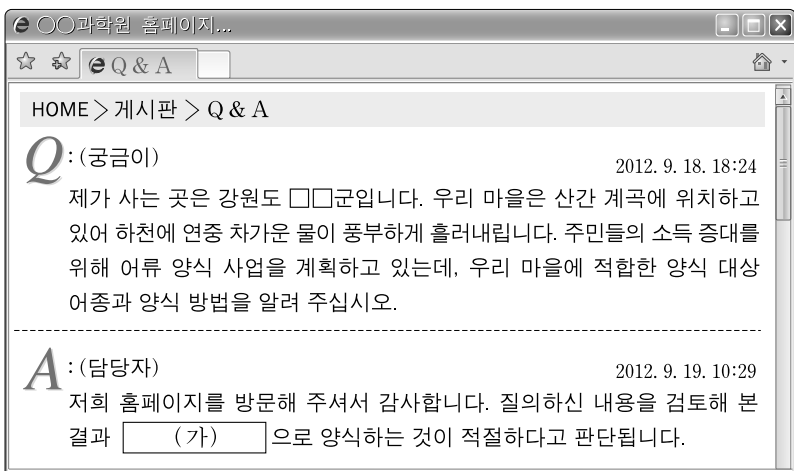 ○○과학원 홈페이지...
Q & A
HOME > 게시판 > Q & A
Q : (궁금이)
2012. 9. 18. 18:24
제가 사는 곳은 강원도 □□군입니다. 우리 마을은 산간 계곡에 위치하고
있어 하천에 연중 차가운 물이 풍부하게 흘러내립니다. 주민들의 소득 증대를
위해 어류 양식 사업을 계획하고 있는데, 우리 마을에 적합한 양식 대상
어종과 양식 방법을 알려 주십시오.
A : (담당자)
2012. 9. 19. 10:29
저희 홈페이지를 방문해 주셔서 감사합니다. 질의하신 내용을 검토해 본
결과 (가) 으로 양식하는 것이 적절하다고 판단됩니다.